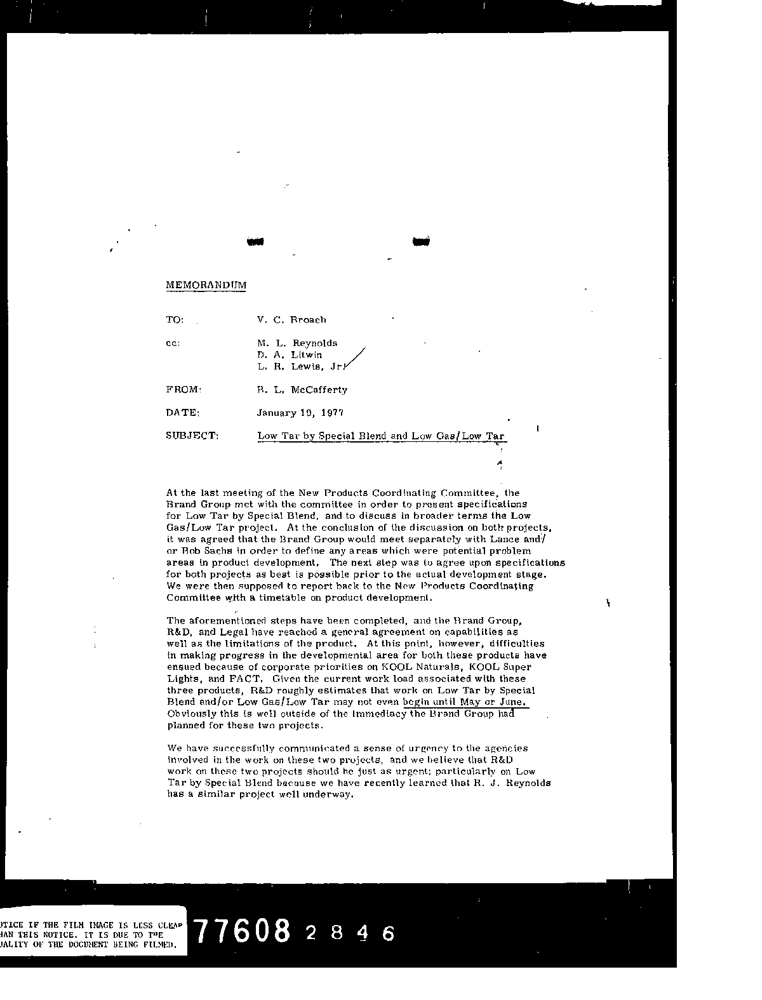 MEMORANDUM
TO: V. C. Broach
cc: M. L. Reynolds
D. A. Litwin
L. R. Lewis, Jr.
FROM: R. L. McCafferty
DATE: January 19, 1977
SUBJECT: Low Tar by Special Blend and Low Gas/Low Tar
At the last meeting of the New Products Coordinating Committee, the
Brand Group met with the committee in order to present specifications
for Low Tar by Special Blend, and to discuss in broader terms the Low
Gas/Low Tar project. At the conclusion of the discussion on both projects,
it was agreed that the Brand Group would meet separately with Lance and/
or Bob Sachs in order to define any areas which were potential problem
areas in product development. The next step was to agree upon specifications
for both projects as best is possible prior to the actual development stage.
We were then supposed to report back to the New Products Coordinating
Committee with a timetable on product development.
The aforementioned steps have been completed, and the Brand Group,
R&D, and Legal have reached a general agreement on capabilities as
well as the limitations of the product. At this point, however, difficulties
in making progress in the developmental area for both these products have
ensued because of corporate priorities on KOOL Naturals, KOOL Super
Lights, and FACT. Given the current work load associated with these
three products, R&D roughly estimates that work on Low Tar by Special
Blend and/or Low Gas/Low Tar may not even begin until May or June.
Obviously this is well outside of the immediacy the Brand Group had
planned for these two projects.
We have successfully communicated a sense of urgency to the agencies
involved in the work on these two projects, and we believe that R&D
work on these two projects should be just as urgent; particularly on Low
Tar by Special Blend because we have recently learned that R. J. Reynolds
has a similar project well underway.
OTICE IF THE FILM IMAGE IS LESS CLEAR
HAN THIS NOTICE. IT IS DUE TO THE
UALITY OF THE DOCUMENT BEING FILMED.
77608 2846